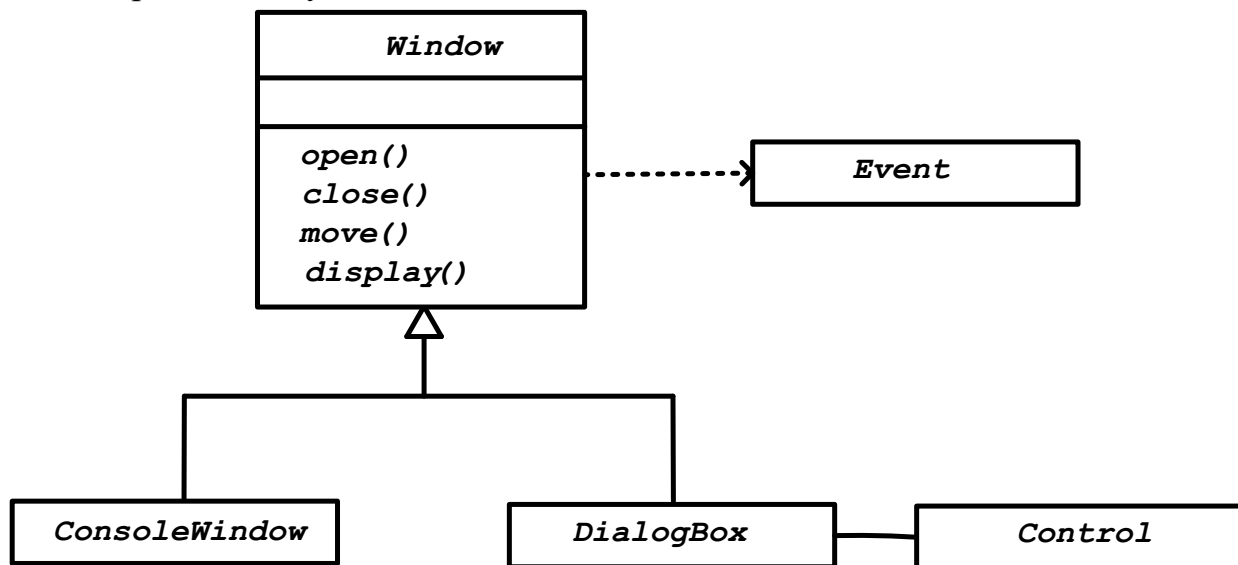 Window
open()
close()
move()
display()
Event
ConsoleWindow
DialogBox
Control